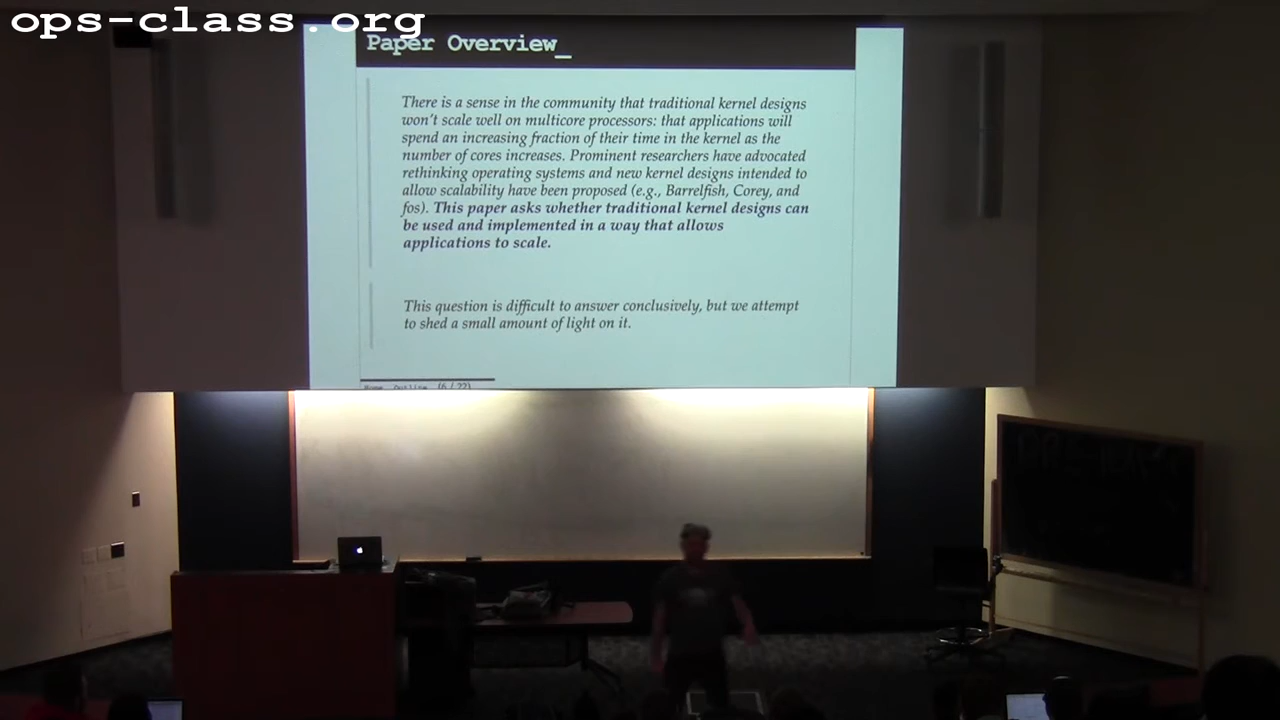 ops-class.org
Paper Overview_
There is a sense in the community that traditional kernel designs
won't scale well on multicore processors: that applications will
spend an increasing fraction of their time in the kernel as the
number of cores increases. Prominent researchers have advocated
rethinking operating systems and new kernel designs intended to
allow scalability have been proposed (e.g., Barrelfish, Corey, and
fos). This paper asks whether traditional kernel designs can
be used and implemented in a way that allows
applications to scale.
This question is difficult to answer conclusively, but we attempt
to shed a small amount of light on it.
Home Outline (6 / 22)